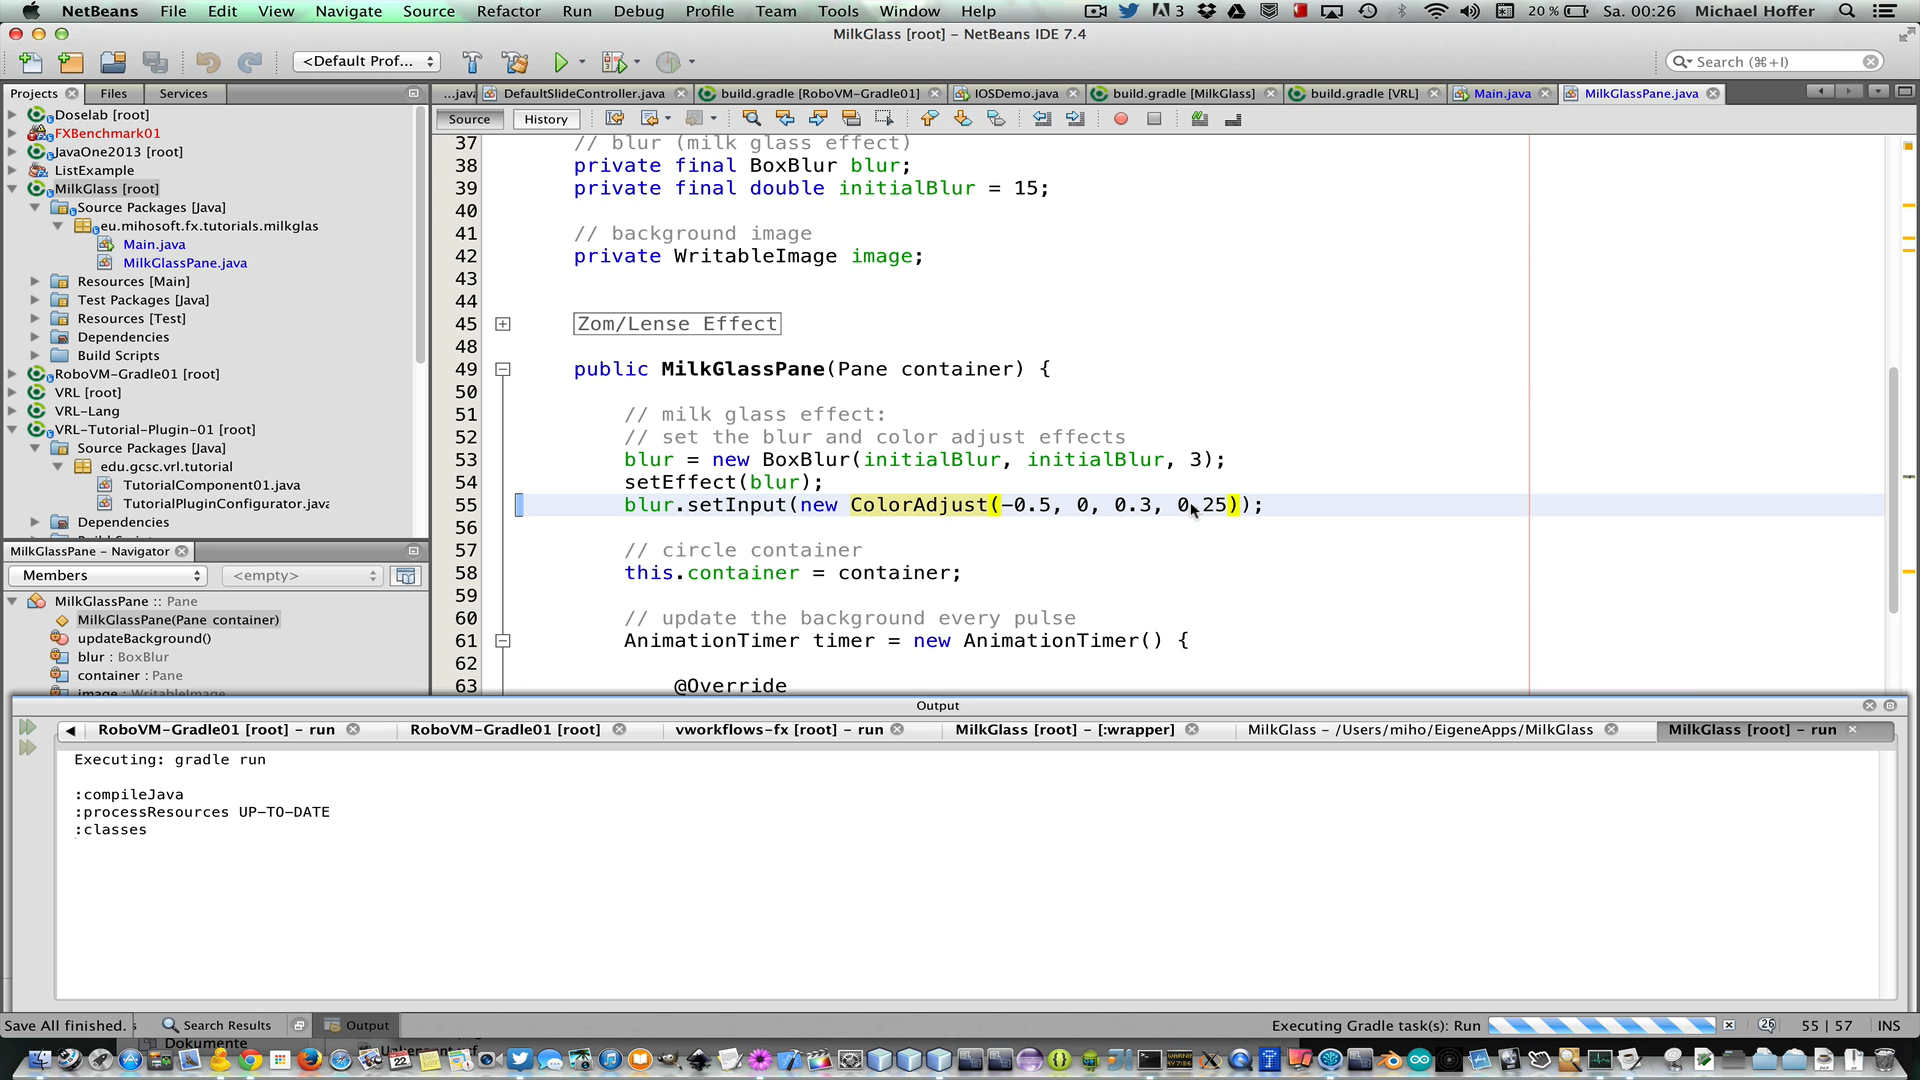 NetBeans File Edit View Navigate Source Refactor Run Debug Profile Team Tools Window Help 3 20 % Sa. 00:26 Michael Hoffer
MilkGlass [root] – NetBeans IDE 7.4
<Default Prof... Search (⌘+I)
Projects Files Services
...java DefaultSlideController.java build.gradle [RoboVM-Gradle01] IOSDemo.java build.gradle [MilkGlass] build.gradle [VRL] Main.java MilkGlassPane.java
Source History
Doselab [root]
FXBenchmark01
JavaOne2013 [root]
ListExample
MilkGlass [root]
Source Packages [Java]
eu.mihosoft.fx.tutorials.milkglas
Main.java
MilkGlassPane.java
Resources [Main]
Test Packages [Java]
Resources [Test]
Dependencies
Build Scripts
RoboVM-Gradle01 [root]
VRL [root]
VRL-Lang
VRL-Tutorial-Plugin-01 [root]
Source Packages [Java]
edu.gcsc.vrl.tutorial
TutorialComponent01.java
TutorialPluginConfigurator.java
Dependencies
MilkGlassPane – Navigator
Members <empty>
MilkGlassPane :: Pane
MilkGlassPane(Pane container)
updateBackground()
blur : BoxBlur
container : Pane
image : WritableImage
37 // blur (milk glass effect)
38 private final BoxBlur blur;
39 private final double initialBlur = 15;
40
41 // background image
42 private WritableImage image;
43
44
45 Zom/Lense Effect
48
49 public MilkGlassPane(Pane container) {
50
51 // milk glass effect:
52 // set the blur and color adjust effects
53 blur = new BoxBlur(initialBlur, initialBlur, 3);
54 setEffect(blur);
55 blur.setInput(new ColorAdjust(-0.5, 0, 0.3, 0.25));
56
57 // circle container
58 this.container = container;
59
60 // update the background every pulse
61 AnimationTimer timer = new AnimationTimer() {
62
63 @Override
Output
RoboVM-Gradle01 [root] – run RoboVM-Gradle01 [root] vworkflows-fx [root] – run MilkGlass [root] – [:wrapper] MilkGlass – /Users/miho/EigeneApps/MilkGlass MilkGlass [root] – run
Executing: gradle run
:compileJava
:processResources UP-TO-DATE
:classes
Save All finished. Search Results Output Executing Gradle task(s): Run 26 55 | 57 INS
Dokumente